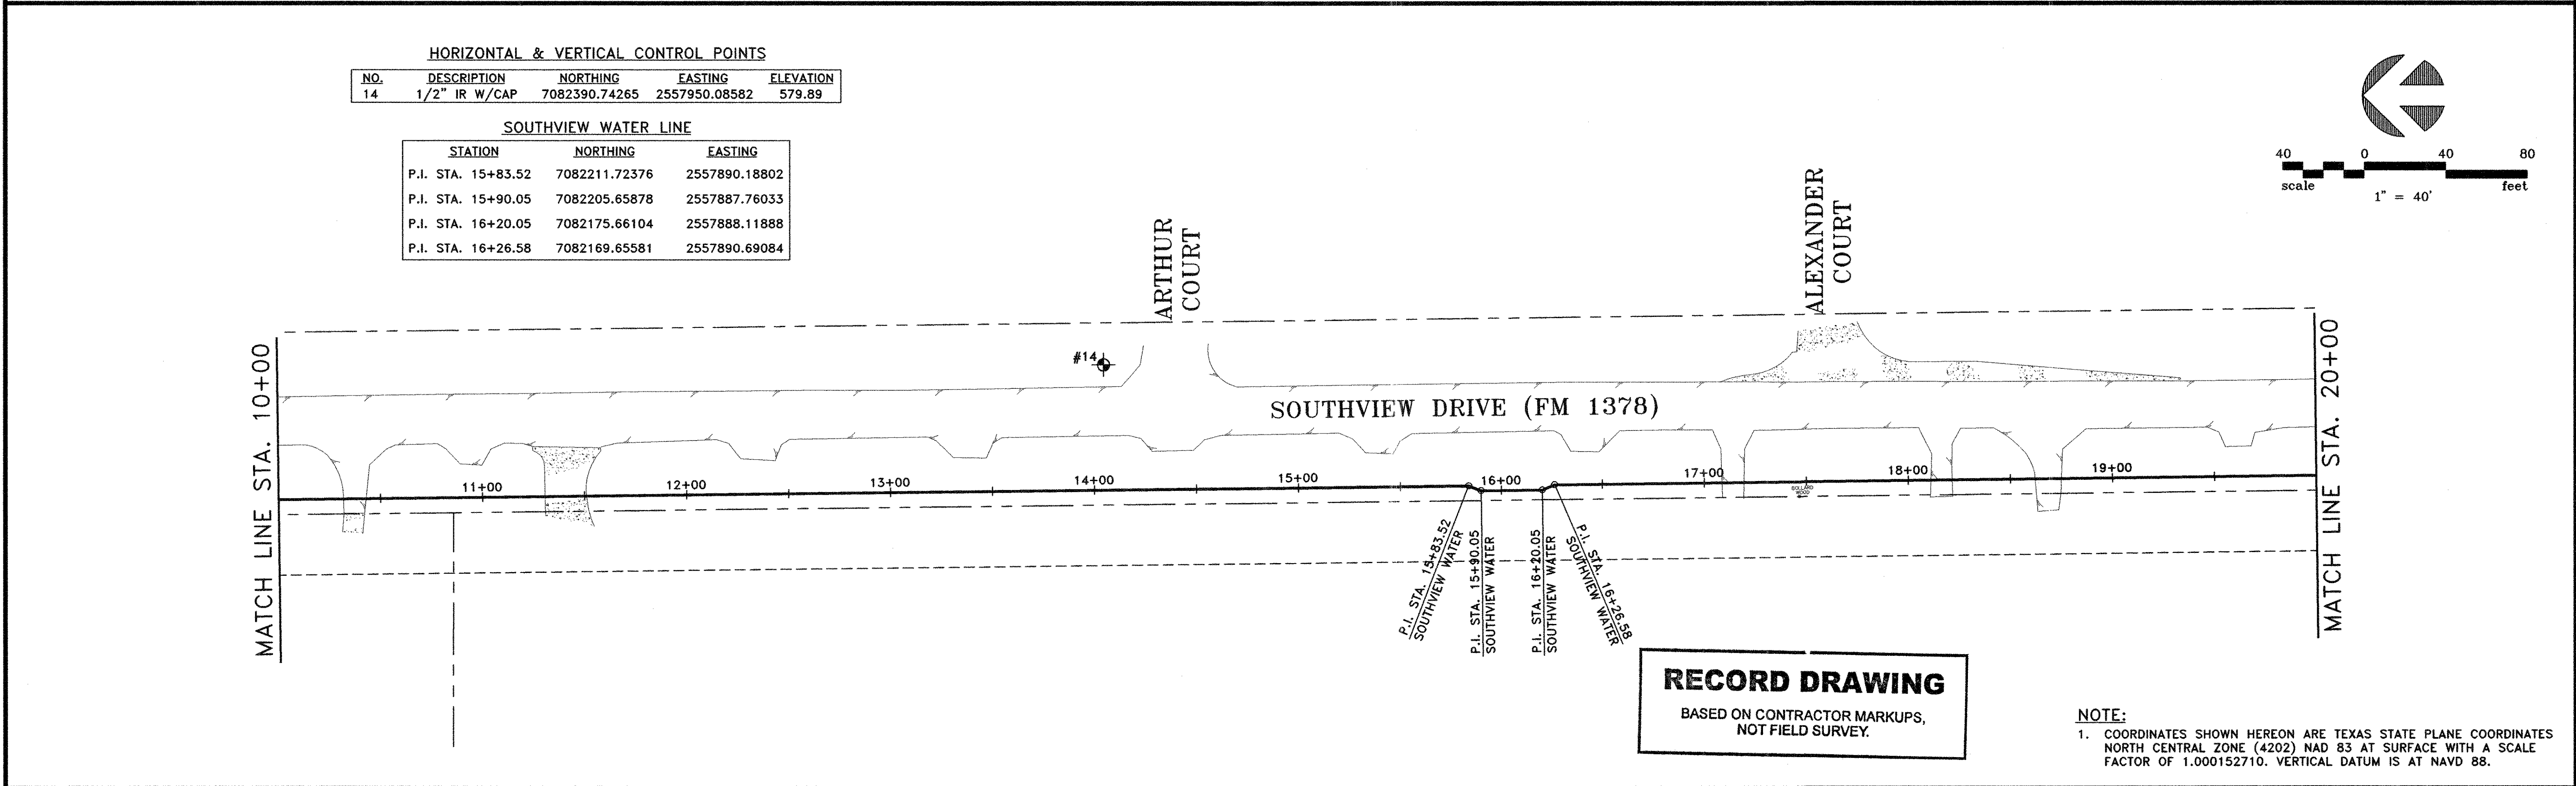 HORIZONTAL & VERTICAL CONTROL POINTS
NO. DESCRIPTION NORTHING EASTING ELEVATION
14 1/2" IR W/CAP 7082390.74265 2557950.08582 579.89
SOUTHVIEW WATER LINE
STATION NORTHING EASTING
P.I. STA. 15+83.52 7082211.72376 2557890.18802
P.I. STA. 15+90.05 7082205.65878 2557887.76033
P.I. STA. 16+20.05 7082175.66104 2557888.11888
P.I. STA. 16+26.58 7082169.65581 2557890.69084
40 0 40 80
scale feet
1" = 40'
ARTHUR
COURT
ALEXANDER
COURT
#14
SOUTHVIEW DRIVE (FM 1378)
MATCH LINE STA. 10+00
11+00 12+00 13+00 14+00 15+00 16+00 17+00 18+00 19+00
BOLLARD
WOOD
MATCH LINE STA. 20+00
P.I. STA. 15+83.52
SOUTHVIEW WATER
P.I. STA. 15+90.05
SOUTHVIEW WATER
P.I. STA. 16+20.05
SOUTHVIEW WATER
P.I. STA. 16+26.58
SOUTHVIEW WATER
RECORD DRAWING
BASED ON CONTRACTOR MARKUPS,
NOT FIELD SURVEY.
NOTE:
1. COORDINATES SHOWN HEREON ARE TEXAS STATE PLANE COORDINATES
NORTH CENTRAL ZONE (4202) NAD 83 AT SURFACE WITH A SCALE
FACTOR OF 1.000152710. VERTICAL DATUM IS AT NAVD 88.